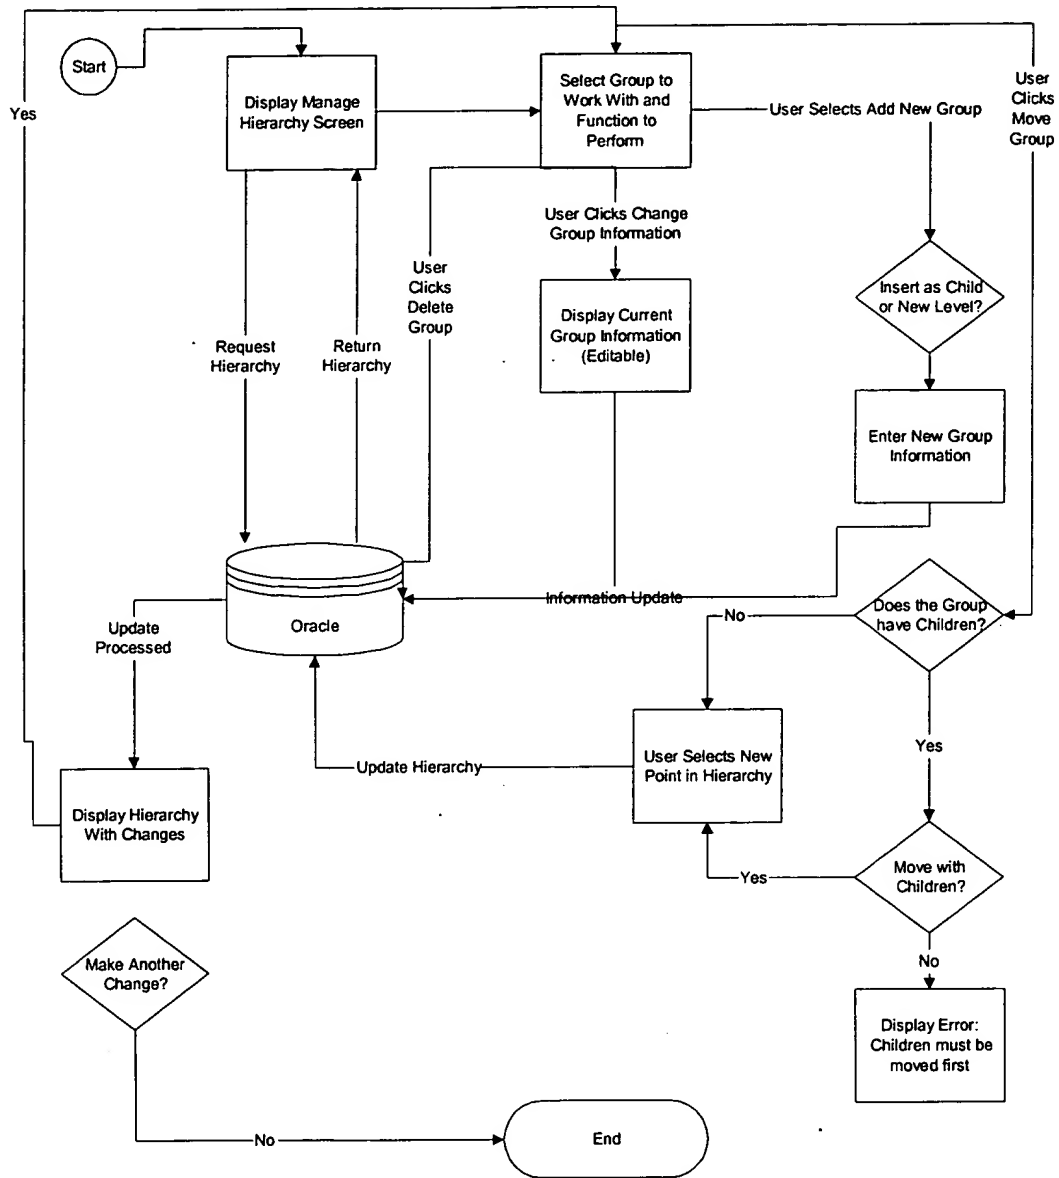 Start
Yes
Display Manage
Hierarchy Screen
Select Group to
Work With and
Function to
Perform
User Selects Add New Group
User
Clicks
Move
Group
User Clicks Change
Group Information
User
Clicks
Delete
Group
Insert as Child
or New Level?
Request
Hierarchy
Return
Hierarchy
Display Current
Group Information
(Editable)
Enter New Group
Information
Oracle
Information Update
Does the Group
have Children?
No
Update
Processed
Yes
User Selects New
Point in Hierarchy
Update Hierarchy
Display Hierarchy
With Changes
Move with
Children?
Yes
No
Make Another
Change?
Display Error:
Children must be
moved first
No
End